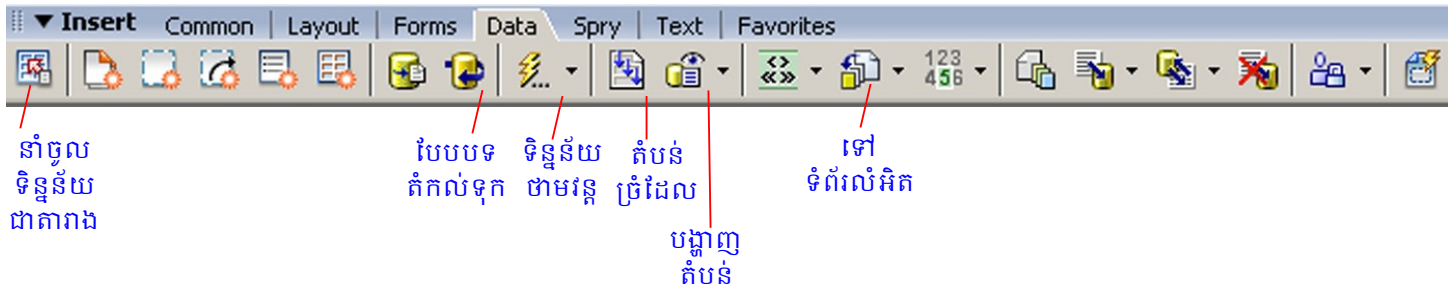 ▼ Insert Common | Layout | Forms | Data Spry | Text | Favorites
123
456
នាំចូល
ទិន្នន័យ
ជាតារាង
បែបបទ
តំកល់ទុក
ទិន្នន័យ
ថាមវន្ត
តំបន់
ច្រំដែល
បង្ហាញ
តំបន់
ទៅ
ទំព័រលំអិត